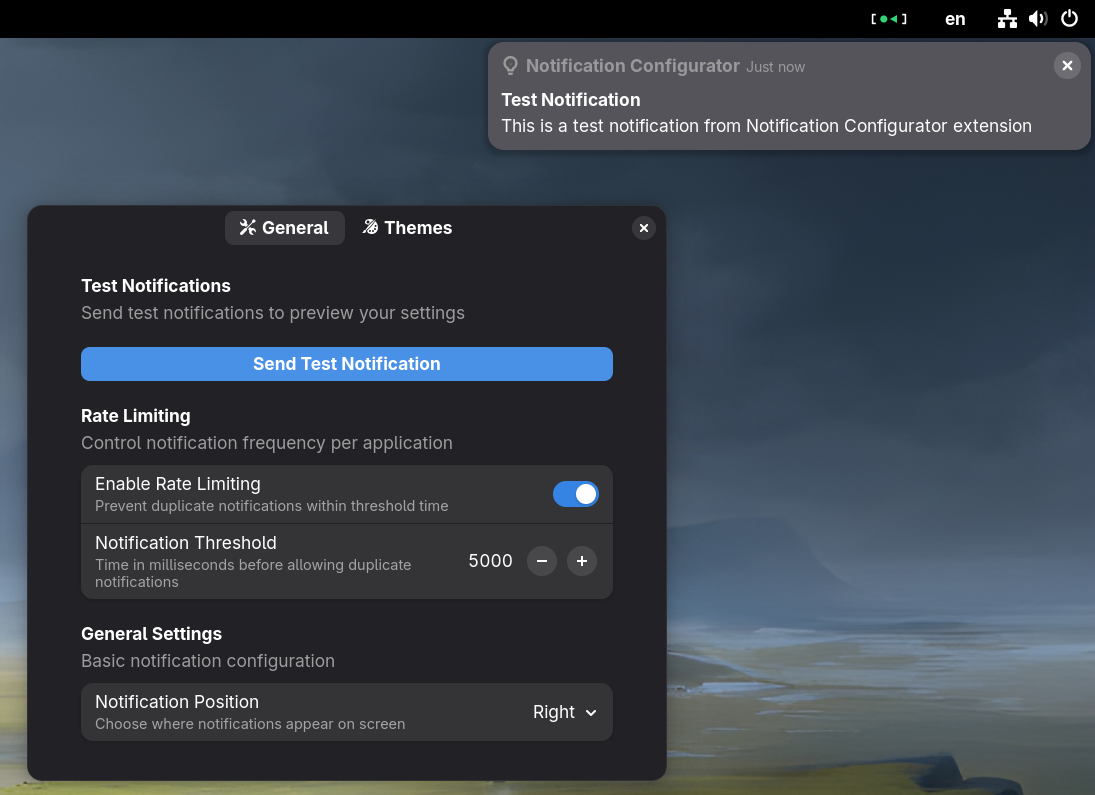 en
Notification Configurator Just now
Test Notification
This is a test notification from Notification Configurator extension
General Themes
Test Notifications
Send test notifications to preview your settings
Send Test Notification
Rate Limiting
Control notification frequency per application
Enable Rate Limiting
Prevent duplicate notifications within threshold time
Notification Threshold
Time in milliseconds before allowing duplicate
notifications
5000
General Settings
Basic notification configuration
Notification Position
Choose where notifications appear on screen
Right